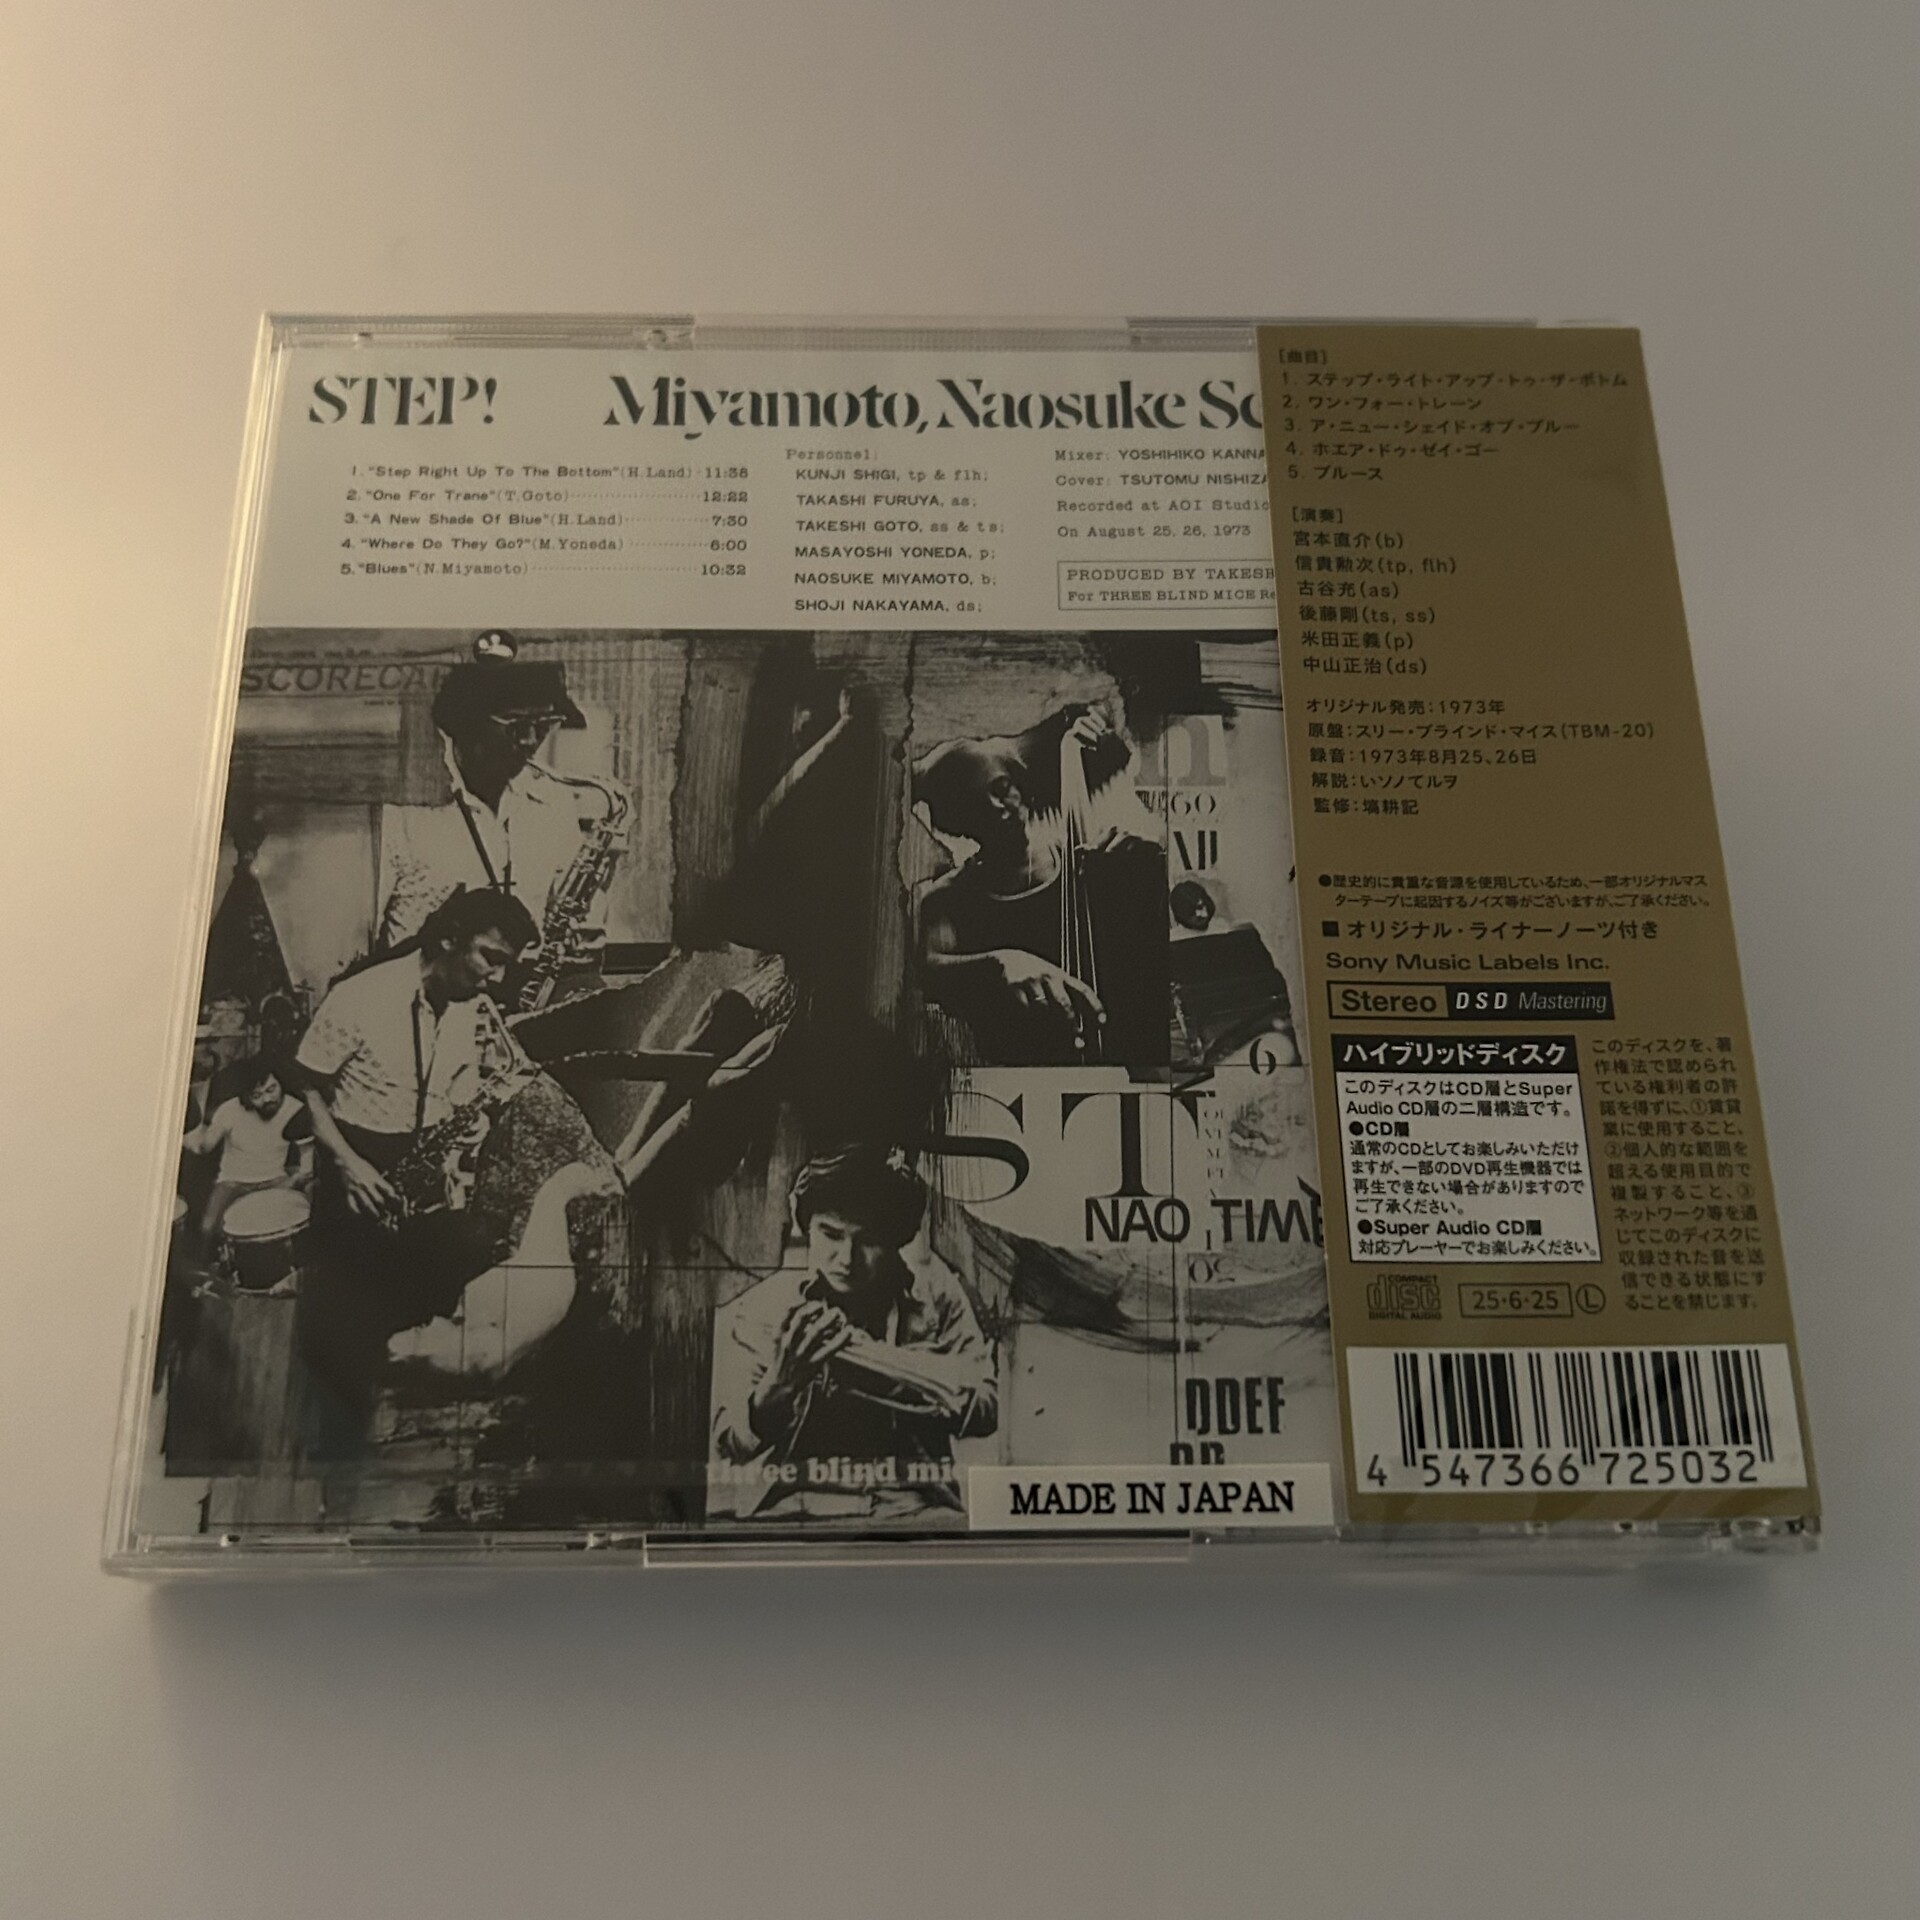 STEP!
Miyamoto, Naosuke
1. "Step Right Up To The Bottom"(H.Land) 11:38
2. "One For Trane"(T.Goto) 12:22
3. "A New Shade Of Blue"(H.Land) 7:30
4. "Where Do They Go?"(M.Yoneda) 6:00
5. "Blues"(N.Miyamoto) 10:32
Personnel:
KUNJI SHIGI, tp & flh;
TAKASHI FURUYA, as;
TAKESHI GOTO, ss & ts;
MASAYOSHI YONEDA, p;
NAOSUKE MIYAMOTO, b;
SHOJI NAKAYAMA, ds;
Mixer: YOSHIHIKO
Cover: TSUTOMU
Recorded at AOI Studio
On August 25, 26, 1973
PRODUCED BY
For THREE BLIND MICE
ST
NAO TIME
6
DDEF
three blind
MADE IN JAPAN
[曲目]
1. ステップ・ライト・アップ・トゥ・ザ・ボトム
2. ワン・フォー・トレーン
3. ア・ニュー・シェイド・オブ・ブルー
4. ホエア・ドゥ・ゼイ・ゴー
5. ブルース
[演奏]
宮本直介(b)
信貴勲次(tp, flh)
古谷充(as)
後藤剛(ts, ss)
米田正義(p)
中山正治(ds)
オリジナル発売：1973年
原盤：スリー・ブラインド・マイス(TBM-20)
録音：1973年8月25、26日
解説：いソノてルヲ
監修：塙耕記
●歴史的に貴重な音源を使用しているため、一部オリジナルマス
ターテープに起因するノイズ等がございますが、ご了承ください。
■オリジナル・ライナーノーツ付き
Sony Music Labels Inc.
Stereo DSD Mastering
ハイブリッドディスク
このディスクはCD層とSuper
Audio CD層の二層構造です。
●CD層
通常のCDとしてお楽しみいただけ
ますが、一部のDVD再生機器では
再生できない場合がありますので
ご了承ください。
●Super Audio CD層
対応プレーヤーでお楽しみください。
このディスクを、著
作権法で認められ
ている権利者の許
諾を得ずに、①賃貸
業に使用すること、
②個人的な範囲を
超える使用目的で
複製すること、③
ネットワーク等を通
じてこのディスクに
収録された音を送
信できる状態にす
ることを禁じます。
COMPACT
disc
DIGITAL AUDIO
25・6・25 L
4 547366 725032